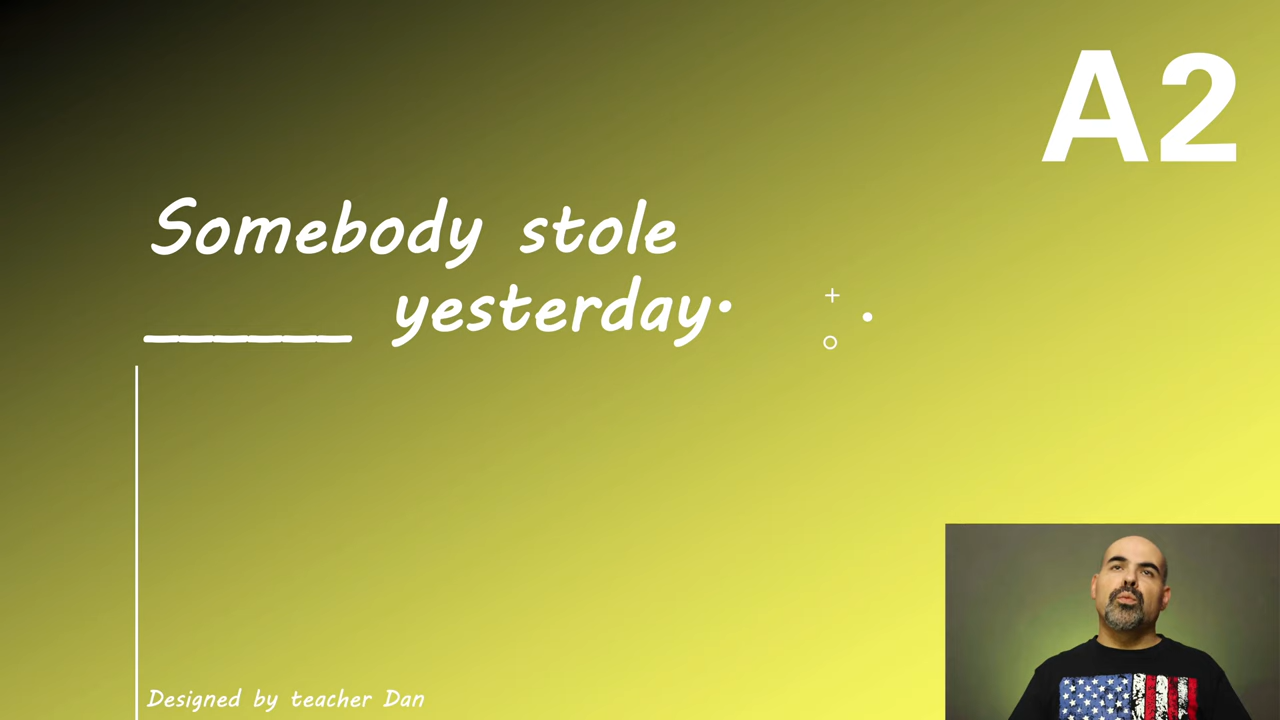 A2
Somebody stole
______ yesterday.
Designed by teacher Dan